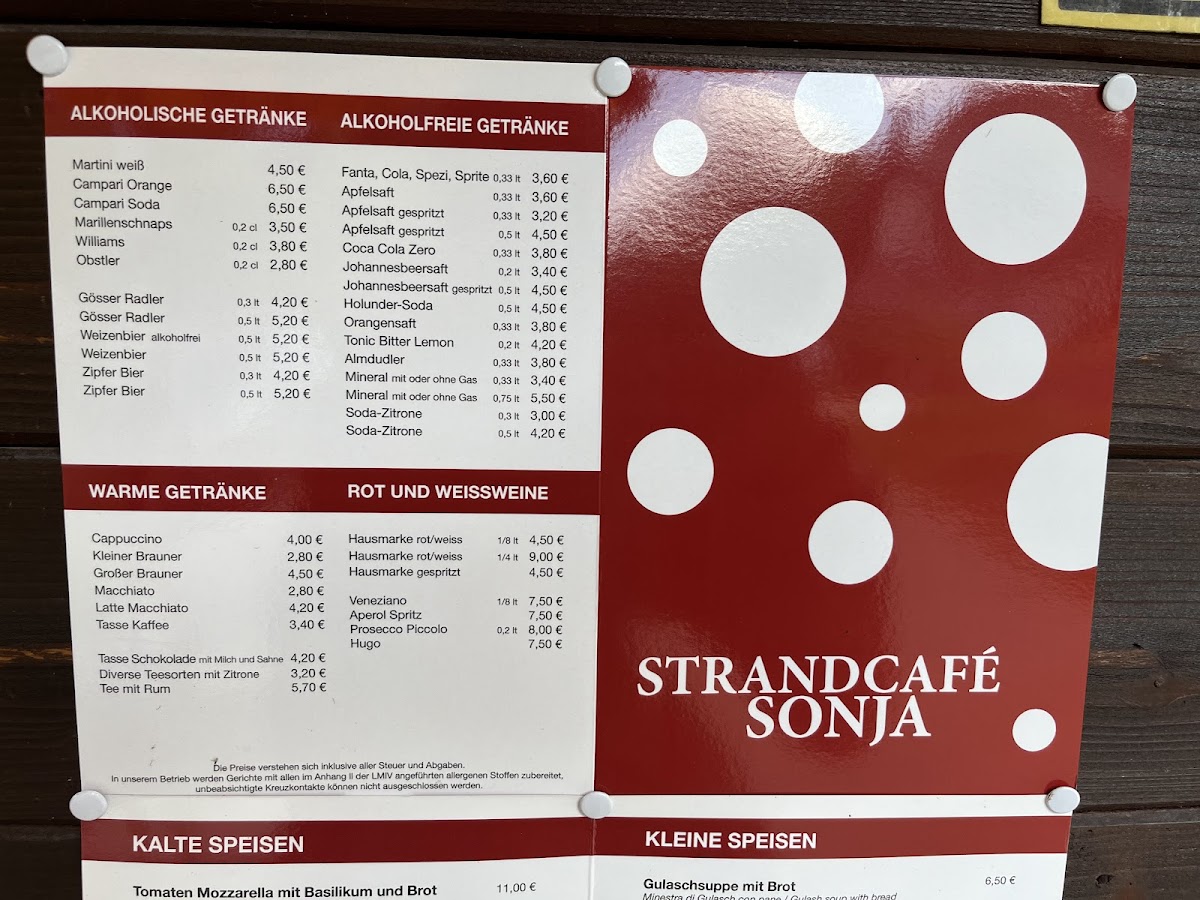 ALKOHOLISCHE GETRÄNKE
Martini weiß 4,50 €
Campari Orange 6,50 €
Campari Soda 6,50 €
Marillenschnaps 0,2 cl 3,50 €
Williams 0,2 cl 3,80 €
Obstler 0,2 cl 2,80 €
Gösser Radler 0,3 lt 4,20 €
Gösser Radler 0,5 lt 5,20 €
Weizenbier alkoholfrei 0,5 lt 5,20 €
Weizenbier 0,5 lt 5,20 €
Zipfer Bier 0,3 lt 4,20 €
Zipfer Bier 0,5 lt 5,20 €
ALKOHOLFREIE GETRÄNKE
Fanta, Cola, Spezi, Sprite 0,33 lt 3,60 €
Apfelsaft 0,33 lt 3,60 €
Apfelsaft gespritzt 0,33 lt 3,20 €
Apfelsaft gespritzt 0,5 lt 4,50 €
Coca Cola Zero 0,33 lt 3,80 €
Johannesbeersaft 0,2 lt 3,40 €
Johannesbeersaft gespritzt 0,5 lt 4,50 €
Holunder-Soda 0,5 lt 4,50 €
Orangensaft 0,33 lt 3,80 €
Tonic Bitter Lemon 0,2 lt 4,20 €
Almdudler 0,33 lt 3,80 €
Mineral mit oder ohne Gas 0,33 lt 3,40 €
Mineral mit oder ohne Gas 0,75 lt 5,50 €
Soda-Zitrone 0,3 lt 3,00 €
Soda-Zitrone 0,5 lt 4,20 €
WARME GETRÄNKE
Cappuccino 4,00 €
Kleiner Brauner 2,80 €
Großer Brauner 4,50 €
Macchiato 2,80 €
Latte Macchiato 4,20 €
Tasse Kaffee 3,40 €
Tasse Schokolade mit Milch und Sahne 4,20 €
Diverse Teesorten mit Zitrone 3,20 €
Tee mit Rum 5,70 €
ROT UND WEISSWEINE
Hausmarke rot/weiss 1/8 lt 4,50 €
Hausmarke rot/weiss 1/4 lt 9,00 €
Hausmarke gespritzt 4,50 €
Veneziano 1/8 lt 7,50 €
Aperol Spritz 7,50 €
Prosecco Piccolo 0,2 lt 8,00 €
Hugo 7,50 €
Die Preise verstehen sich inklusive aller Steuer und Abgaben.
In unserem Betrieb werden Gerichte mit allen im Anhang II der LMIV angeführten allergenen Stoffen zubereitet,
unbeabsichtigte Kreuzkontakte können nicht ausgeschlossen werden.
STRANDCAFÉ
SONJA
KALTE SPEISEN
Tomaten Mozzarella mit Basilikum und Brot 11,00 €
KLEINE SPEISEN
Gulaschsuppe mit Brot 6,50 €
Minestra di Gulasch con pane / Gulash soup with bread